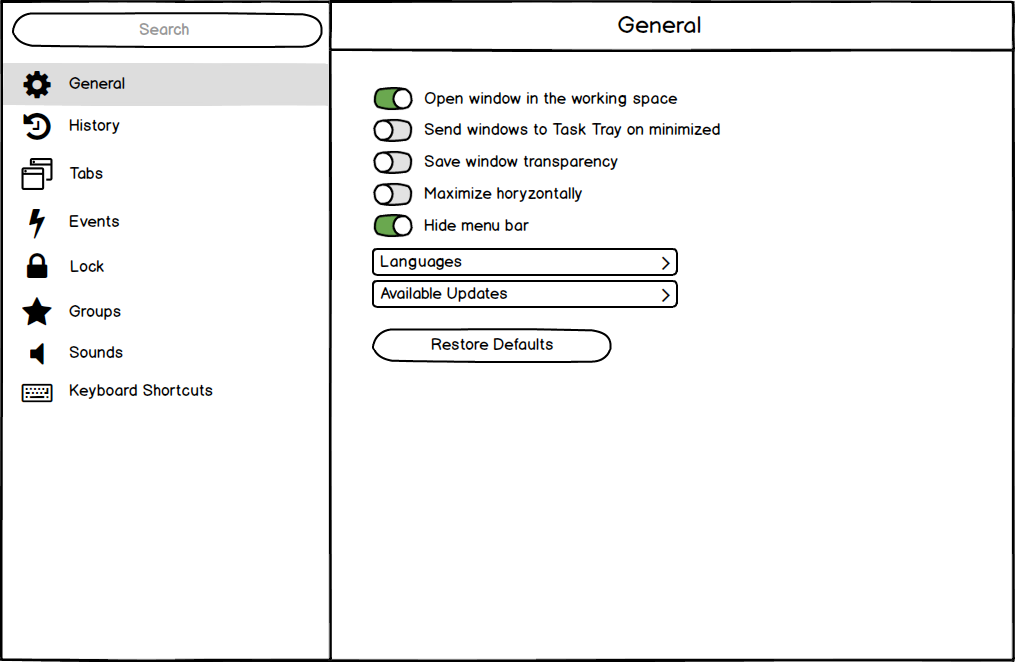 Search
General
History
Tabs
Events
Lock
Groups
Sounds
Keyboard Shortcuts
General
Open window in the working space
Send windows to Task Tray on minimized
Save window transparency
Maximize horyzontally
Hide menu bar
Languages
Available Updates
Restore Defaults